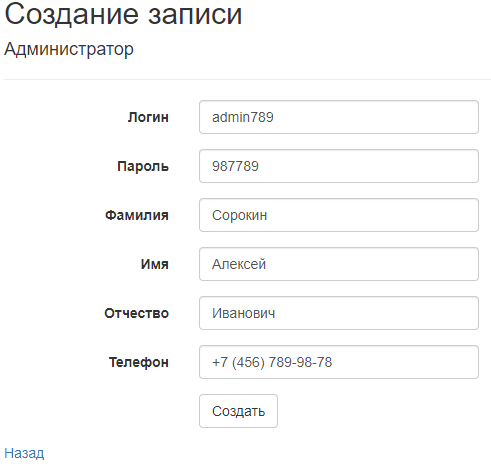 Создание записи
Администратор
Логин admin789
Пароль 987789
Фамилия Сорокин
Имя Алексей
Отчество Иванович
Телефон +7 (456) 789-98-78
Создать
Назад